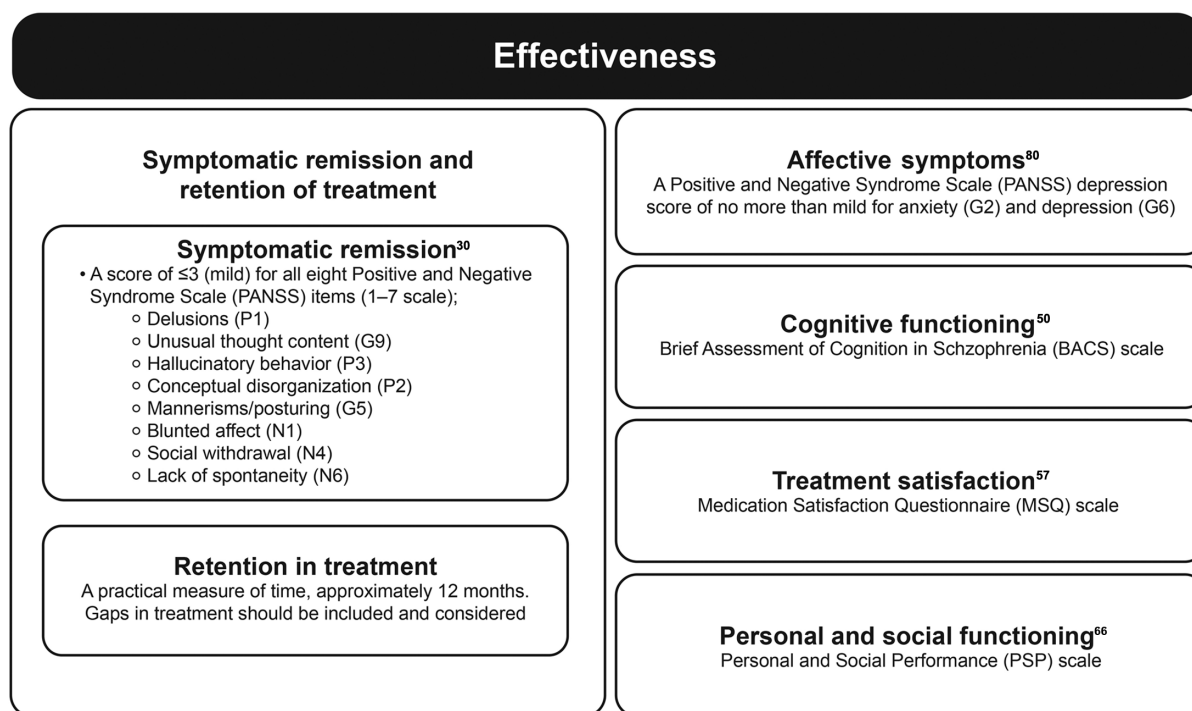 Effectiveness
Symptomatic remission and
retention of treatment
Symptomatic remission³⁰
• A score of ≤3 (mild) for all eight Positive and Negative
Syndrome Scale (PANSS) items (1–7 scale);
⚬ Delusions (P1)
⚬ Unusual thought content (G9)
⚬ Hallucinatory behavior (P3)
⚬ Conceptual disorganization (P2)
⚬ Mannerisms/posturing (G5)
⚬ Blunted affect (N1)
⚬ Social withdrawal (N4)
⚬ Lack of spontaneity (N6)
Retention in treatment
A practical measure of time, approximately 12 months.
Gaps in treatment should be included and considered
Affective symptoms⁸⁰
A Positive and Negative Syndrome Scale (PANSS) depression
score of no more than mild for anxiety (G2) and depression (G6)
Cognitive functioning⁵⁰
Brief Assessment of Cognition in Schzophrenia (BACS) scale
Treatment satisfaction⁵⁷
Medication Satisfaction Questionnaire (MSQ) scale
Personal and social functioning⁶⁶
Personal and Social Performance (PSP) scale